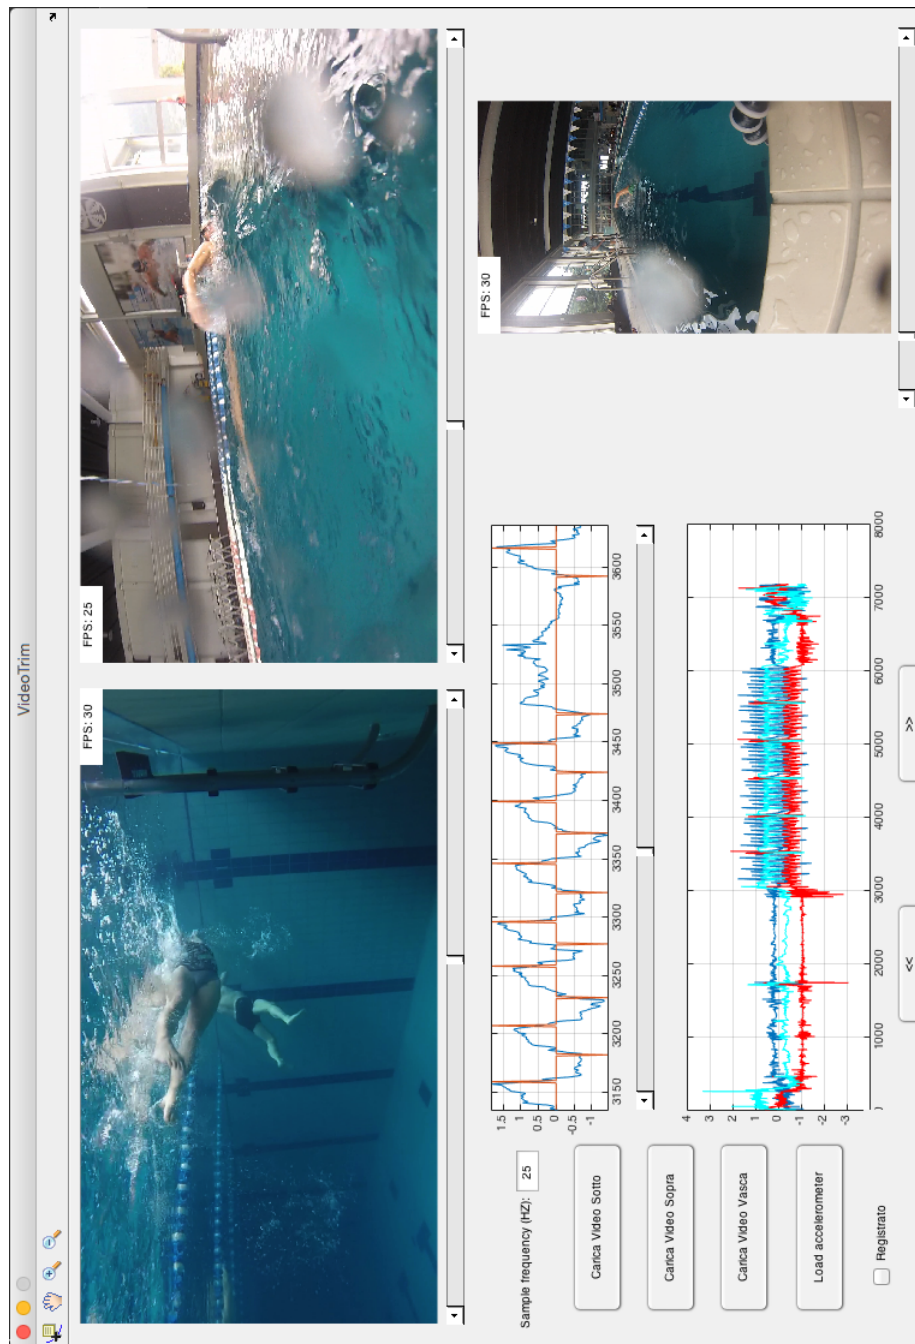 VideoTrim
FPS: 30
FPS: 25
Sample frequency (HZ): 25
Carica Video Sotto
Carica Video Sopra
Carica Video Vasca
Load accelerometer
Registrato
1.5
1
0.5
0
-0.5
-1
3150 3200 3250 3300 3350 3400 3450 3500 3550 3600
4
3
2
1
0
-1
-2
-3
1000 2000 3000 4000 5000 6000 7000 8000
<< >>
FPS: 30